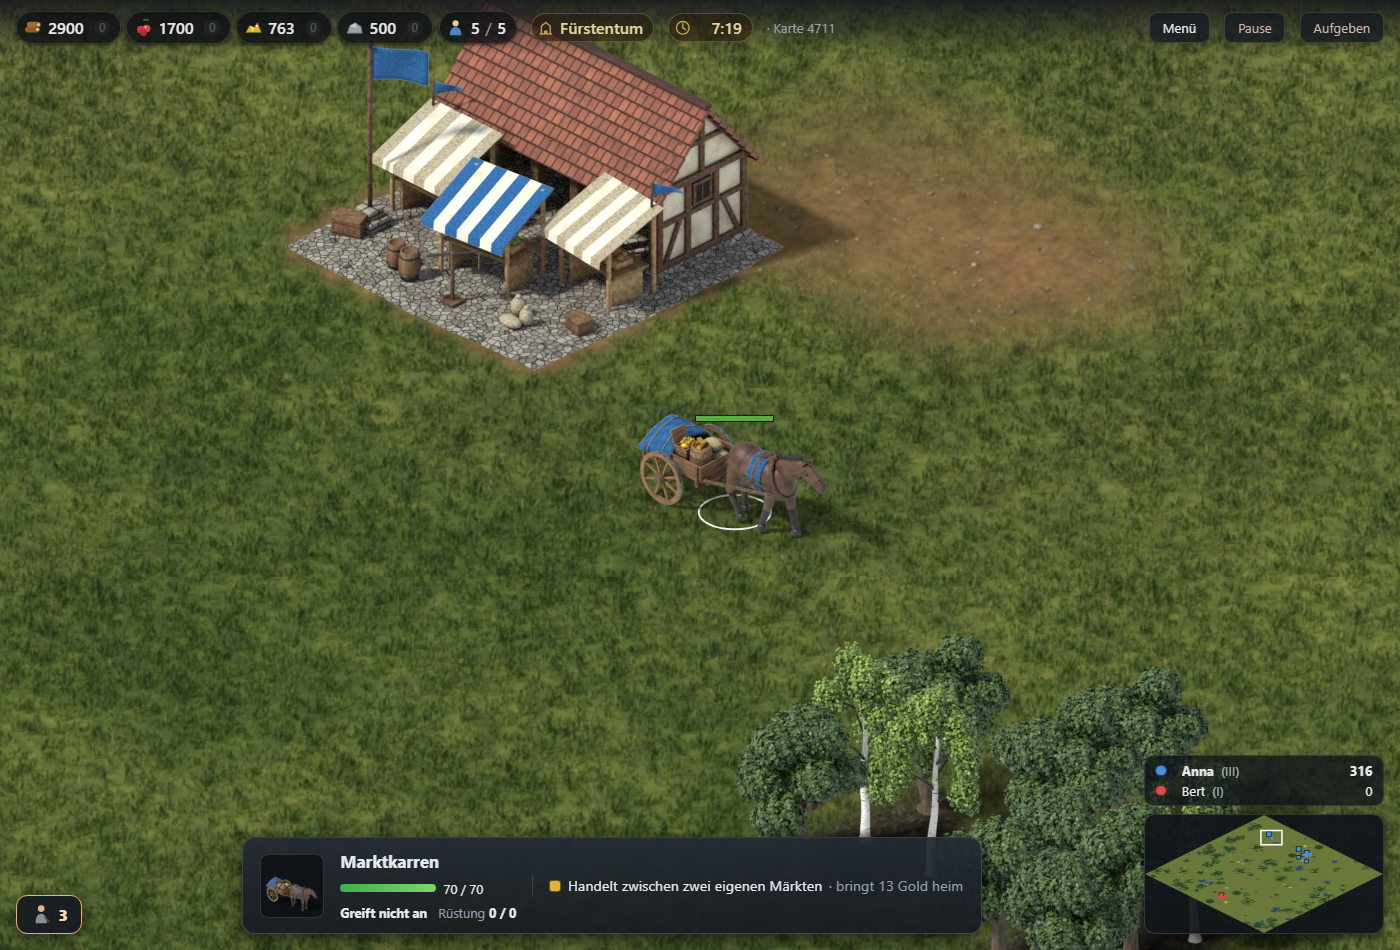 2900 0 1700 0 763 0 500 0 5 / 5 Fürstentum 7:19 · Karte 4711 Menü Pause Aufgeben
Anna (III) 316
Bert (I) 0
Marktkarren
70 / 70
Handelt zwischen zwei eigenen Märkten · bringt 13 Gold heim
Greift nicht an Rüstung 0 / 0
3